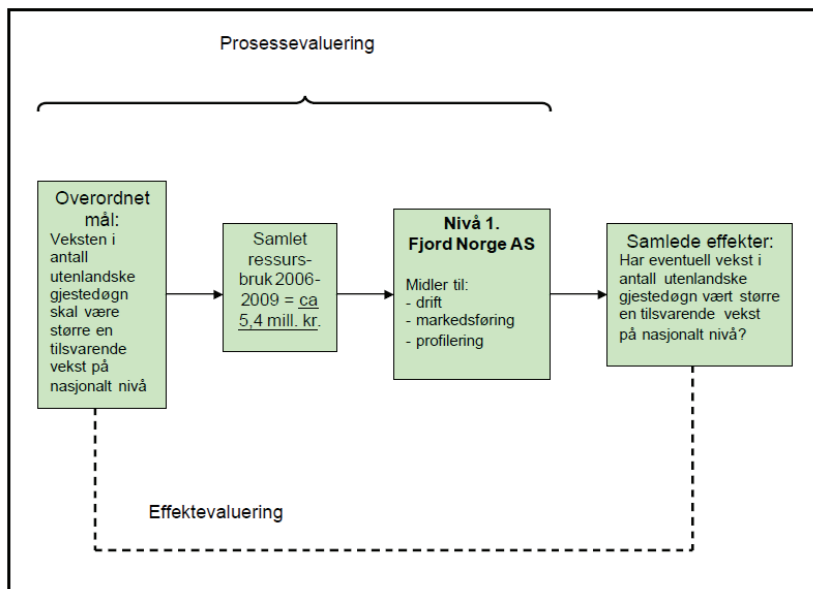 Prosessevaluering
Overordnet
mål:
Veksten i
antall
utenlandske
gjestedøgn
skal være
større en
tilsvarende
vekst på
nasjonalt nivå
Samlet
ressurs-
bruk 2006-
2009 = ca
5,4 mill. kr.
Nivå 1.
Fjord Norge AS
Midler til:
- drift
- markedsføring
- profilering
Samlede effekter:
Har eventuell vekst i
antall utenlandske
gjestedøgn vært større
en tilsvarende vekst
på nasjonalt nivå?
Effektevaluering